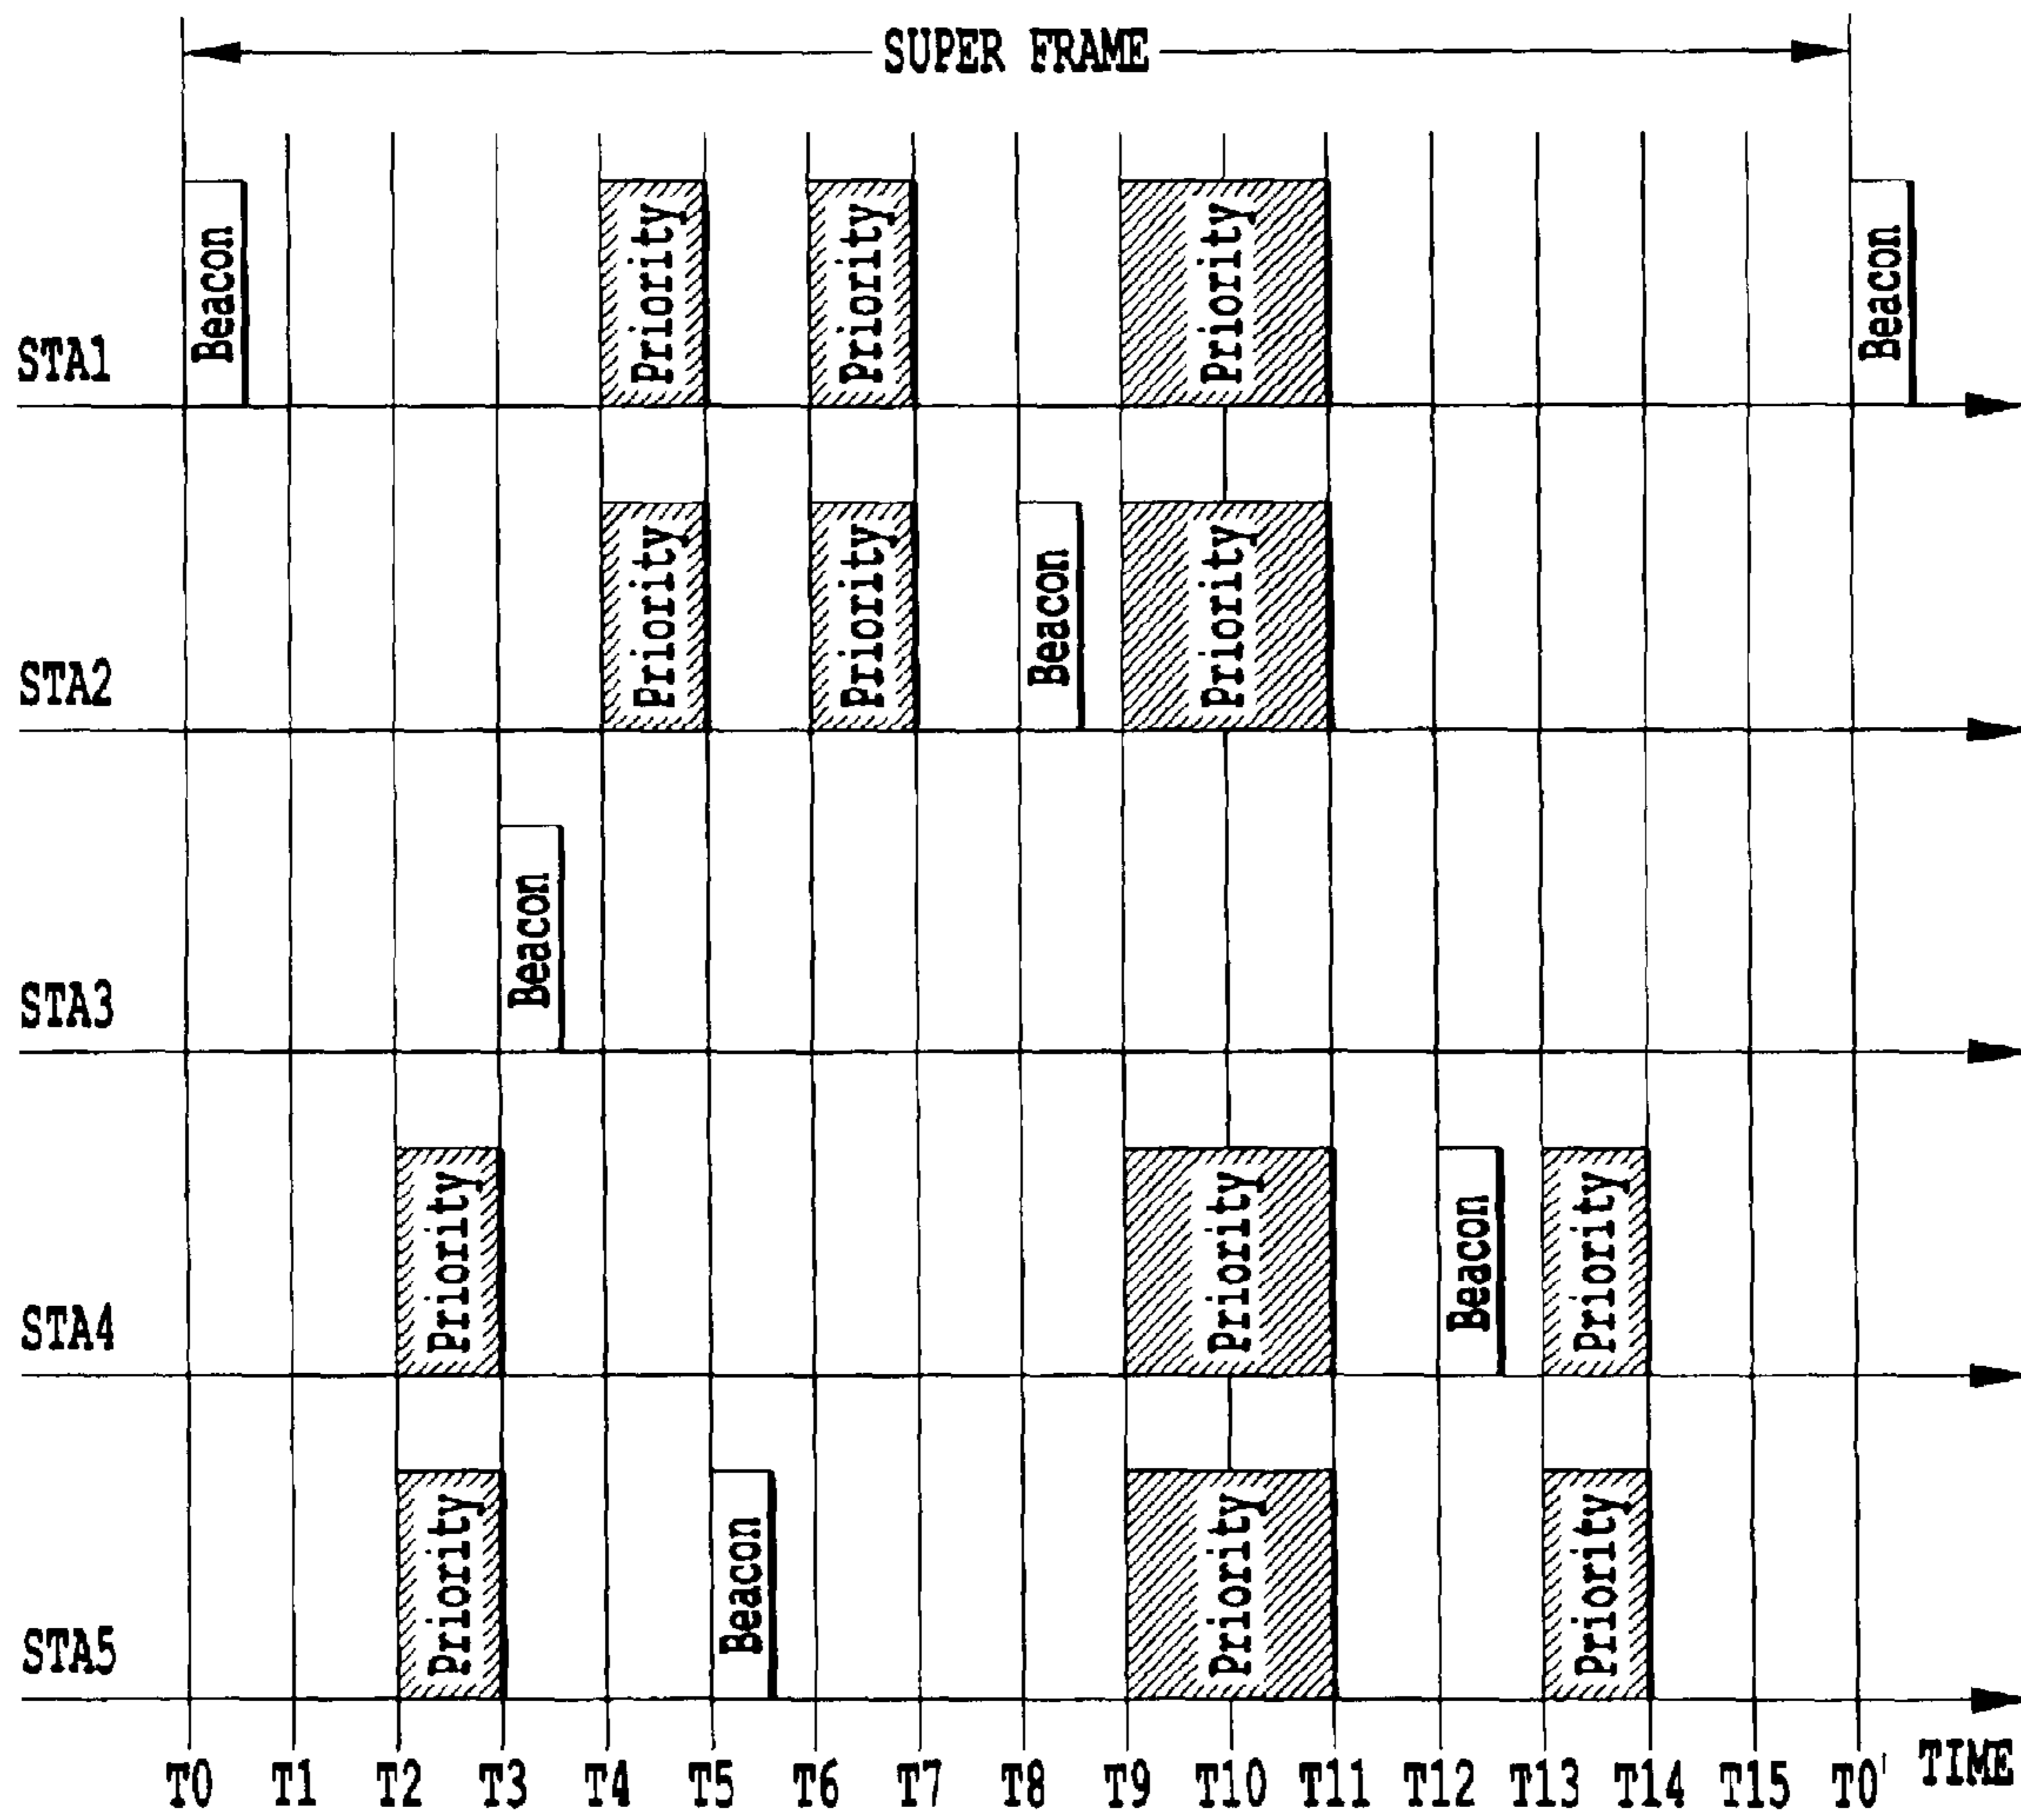 SUPER FRAME
Beacon Priority Priority Priority Beacon
STA1
Priority Priority Beacon Priority
STA2
Beacon
STA3
Priority Priority Beacon Priority
STA4
Priority Beacon Priority Priority
STA5
T0 T1 T2 T3 T4 T5 T6 T7 T8 T9 T10 T11 T12 T13 T14 T15 T0' TIME